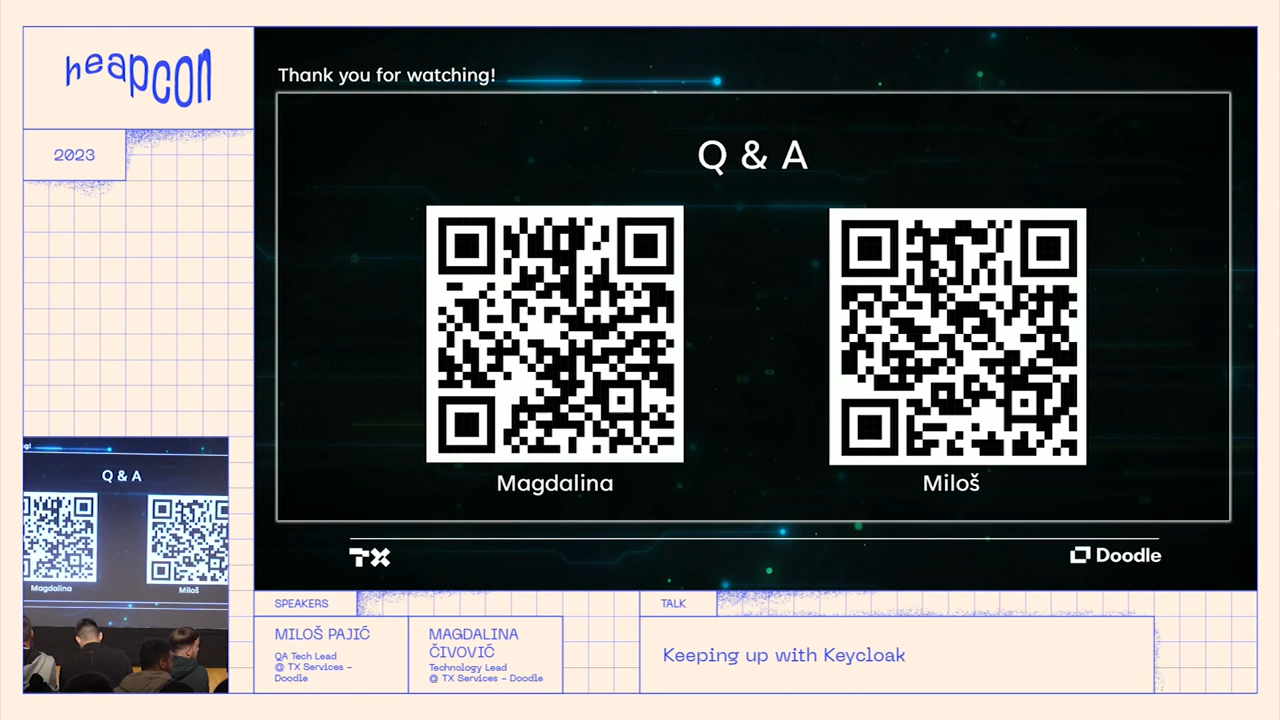 heapcon
2023
Thank you for watching!
Q & A
Magdalina
Miloš
TX
Doodle
Q & A
Magdalina
Miloš
SPEAKERS
MILOŠ PAJIĆ
QA Tech Lead
@ TX Services –
Doodle
MAGDALINA
ČIVOVIĆ
Technology Lead
@ TX Services – Doodle
TALK
Keeping up with Keycloak